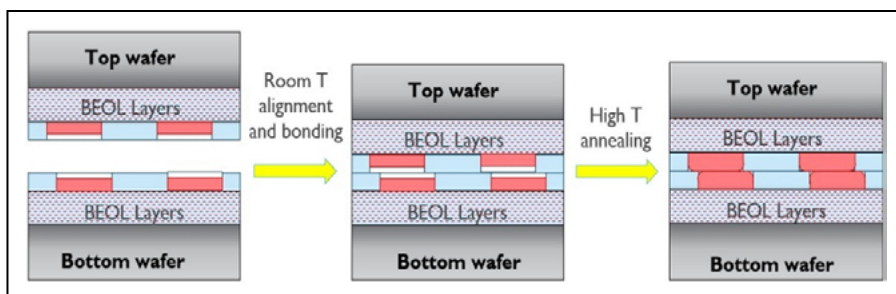 Top wafer
BEOL Layers
BEOL Layers
Bottom wafer
Room T
alignment
and bonding
Top wafer
BEOL Layers
BEOL Layers
Bottom wafer
High T
annealing
Top wafer
BEOL Layers
BEOL Layers
Bottom wafer